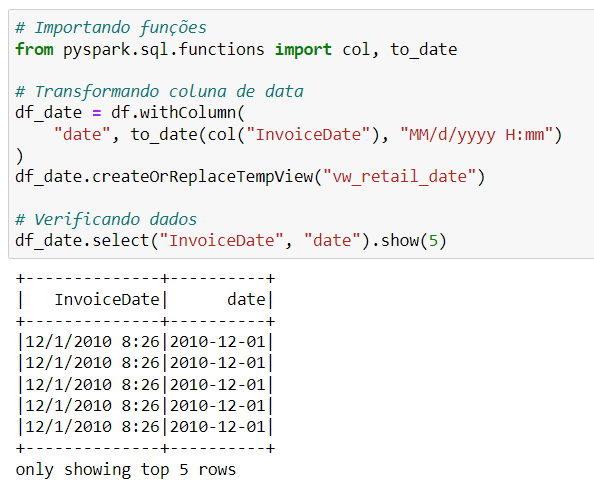 # Importando funções
from pyspark.sql.functions import col, to_date
# Transformando coluna de data
df_date = df.withColumn(
    "date", to_date(col("InvoiceDate"), "MM/d/yyyy H:mm")
)
df_date.createOrReplaceTempView("vw_retail_date")
# Verificando dados
df_date.select("InvoiceDate", "date").show(5)
+--------------+----------+
|   InvoiceDate|      date|
+--------------+----------+
|12/1/2010 8:26|2010-12-01|
|12/1/2010 8:26|2010-12-01|
|12/1/2010 8:26|2010-12-01|
|12/1/2010 8:26|2010-12-01|
|12/1/2010 8:26|2010-12-01|
+--------------+----------+
only showing top 5 rows